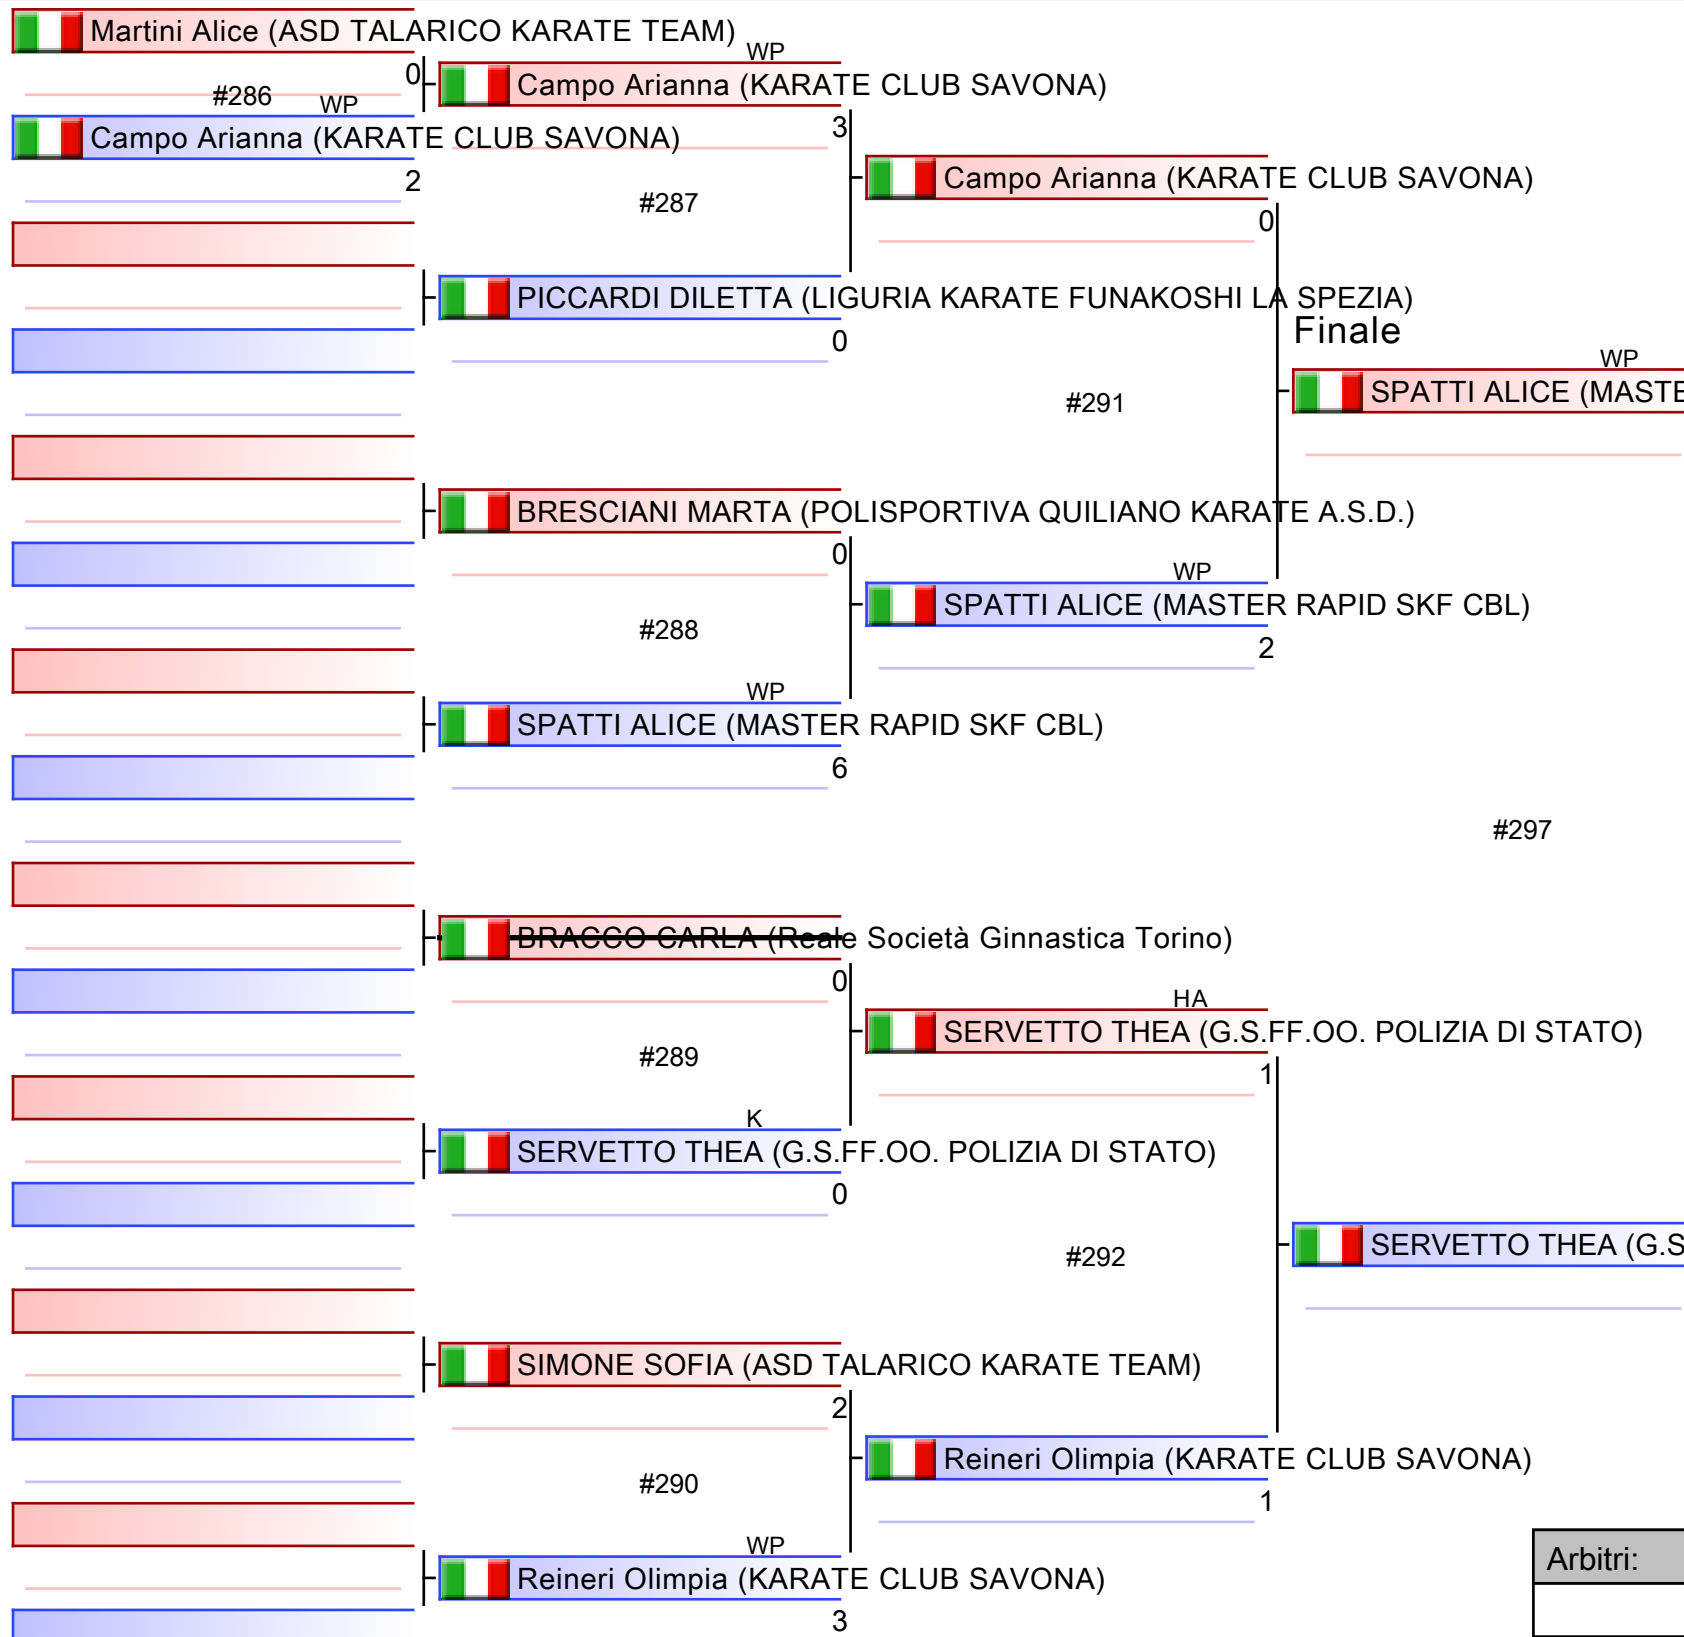 Martini Alice (ASD TALARICO KARATE TEAM)
0
#286
WP
Campo Arianna (KARATE CLUB SAVONA)
2
WP
Campo Arianna (KARATE CLUB SAVONA)
3
#287
PICCARDI DILETTA (LIGURIA KARATE FUNAKOSHI LA SPEZIA)
0
BRESCIANI MARTA (POLISPORTIVA QUILIANO KARATE A.S.D.)
0
#288
WP
SPATTI ALICE (MASTER RAPID SKF CBL)
6
BRACCO CARLA (Reale Società Ginnastica Torino)
0
#289
K
SERVETTO THEA (G.S.FF.OO. POLIZIA DI STATO)
0
SIMONE SOFIA (ASD TALARICO KARATE TEAM)
2
#290
WP
Reineri Olimpia (KARATE CLUB SAVONA)
3
Campo Arianna (KARATE CLUB SAVONA)
0
#291
WP
SPATTI ALICE (MASTER RAPID SKF CBL)
2
HA
SERVETTO THEA (G.S.FF.OO. POLIZIA DI STATO)
1
#292
Reineri Olimpia (KARATE CLUB SAVONA)
1
Finale
WP
SPATTI ALICE (MASTE
#297
SERVETTO THEA (G.S
Arbitri: